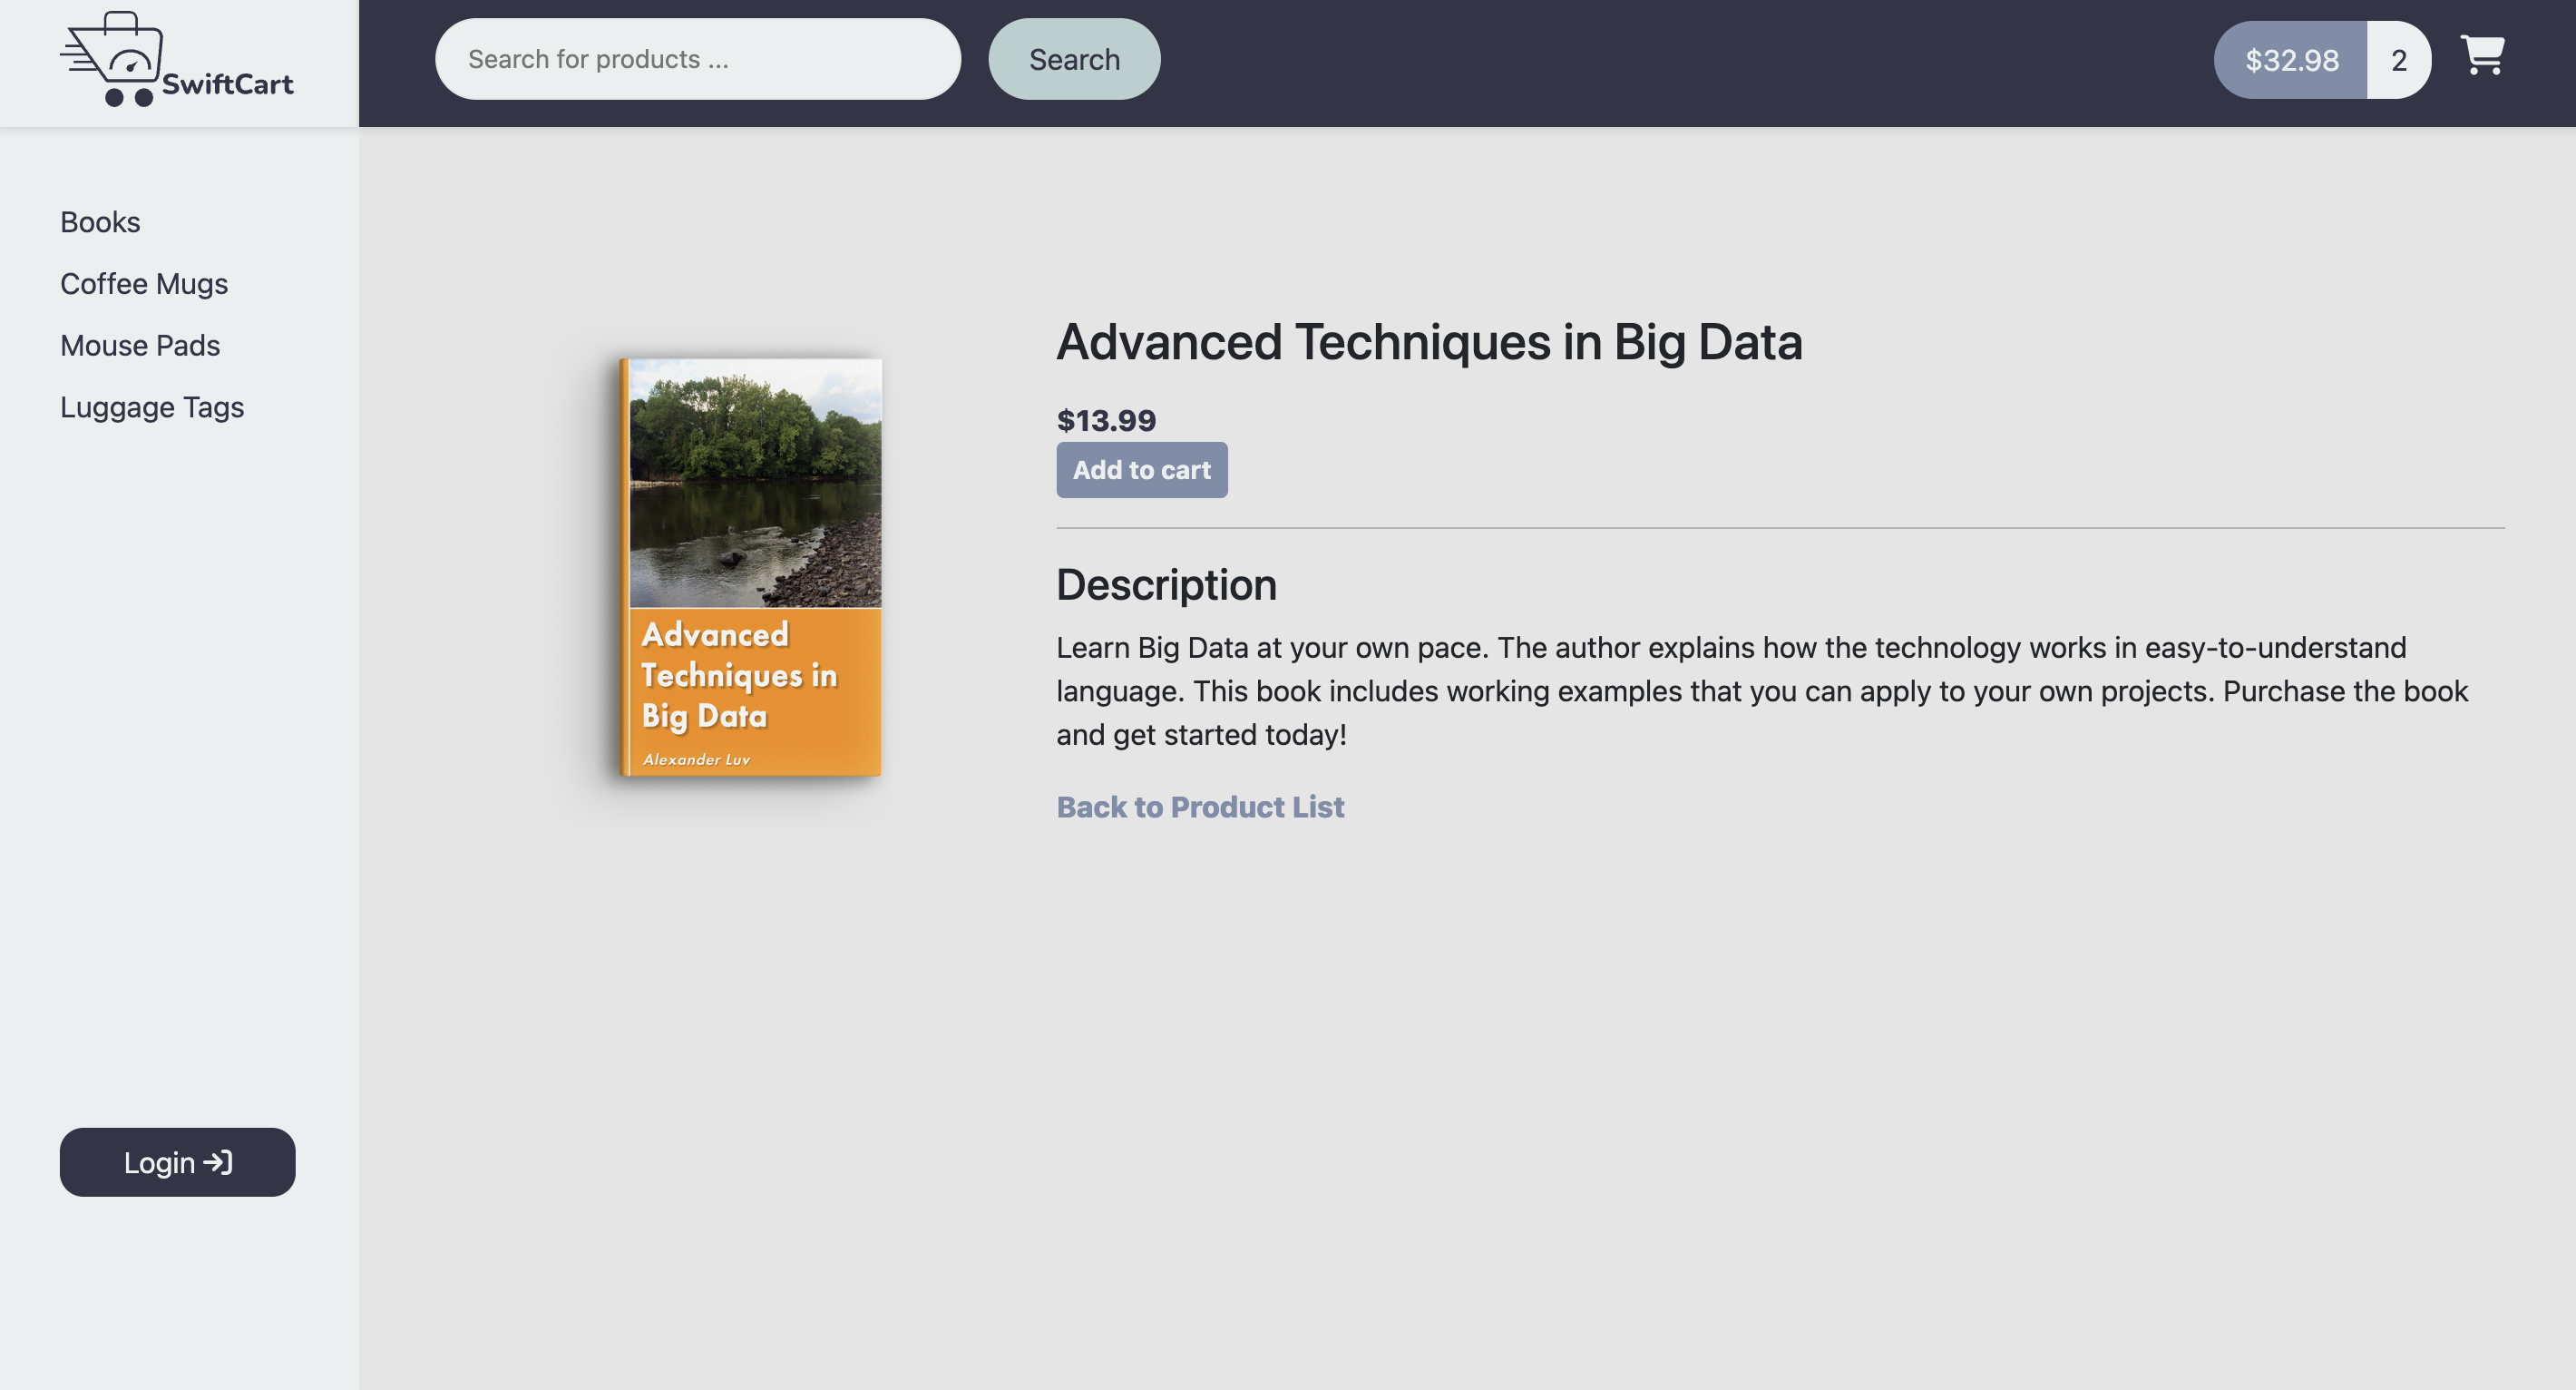 SwiftCart
Search for products ...
Search
$32.98
2
Books
Coffee Mugs
Mouse Pads
Luggage Tags
Login
Advanced
Techniques in
Big Data
Alexander Luv
Advanced Techniques in Big Data
$13.99
Add to cart
Description
Learn Big Data at your own pace. The author explains how the technology works in easy-to-understand
language. This book includes working examples that you can apply to your own projects. Purchase the book
and get started today!
Back to Product List